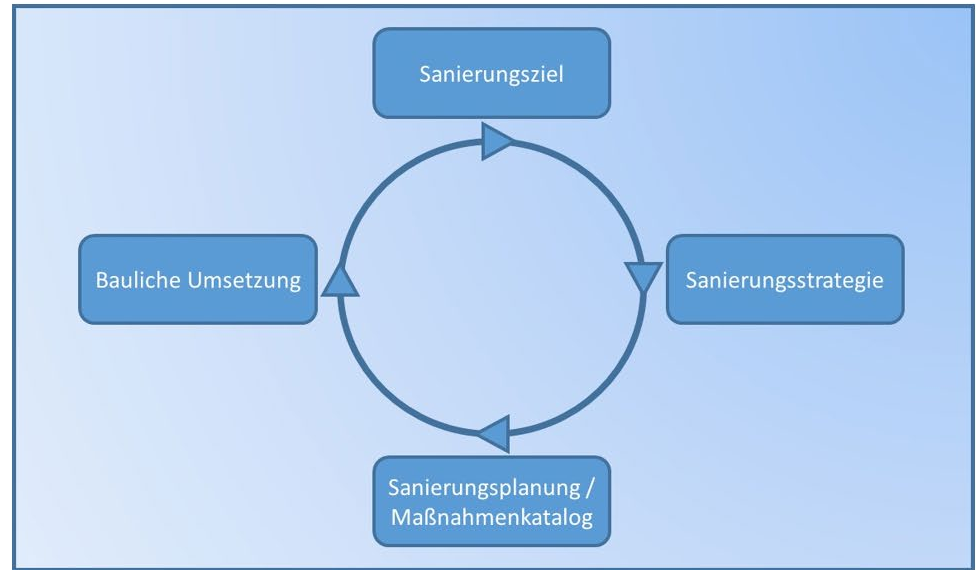 Sanierungsziel
Bauliche Umsetzung
Sanierungsstrategie
Sanierungsplanung /
Maßnahmenkatalog